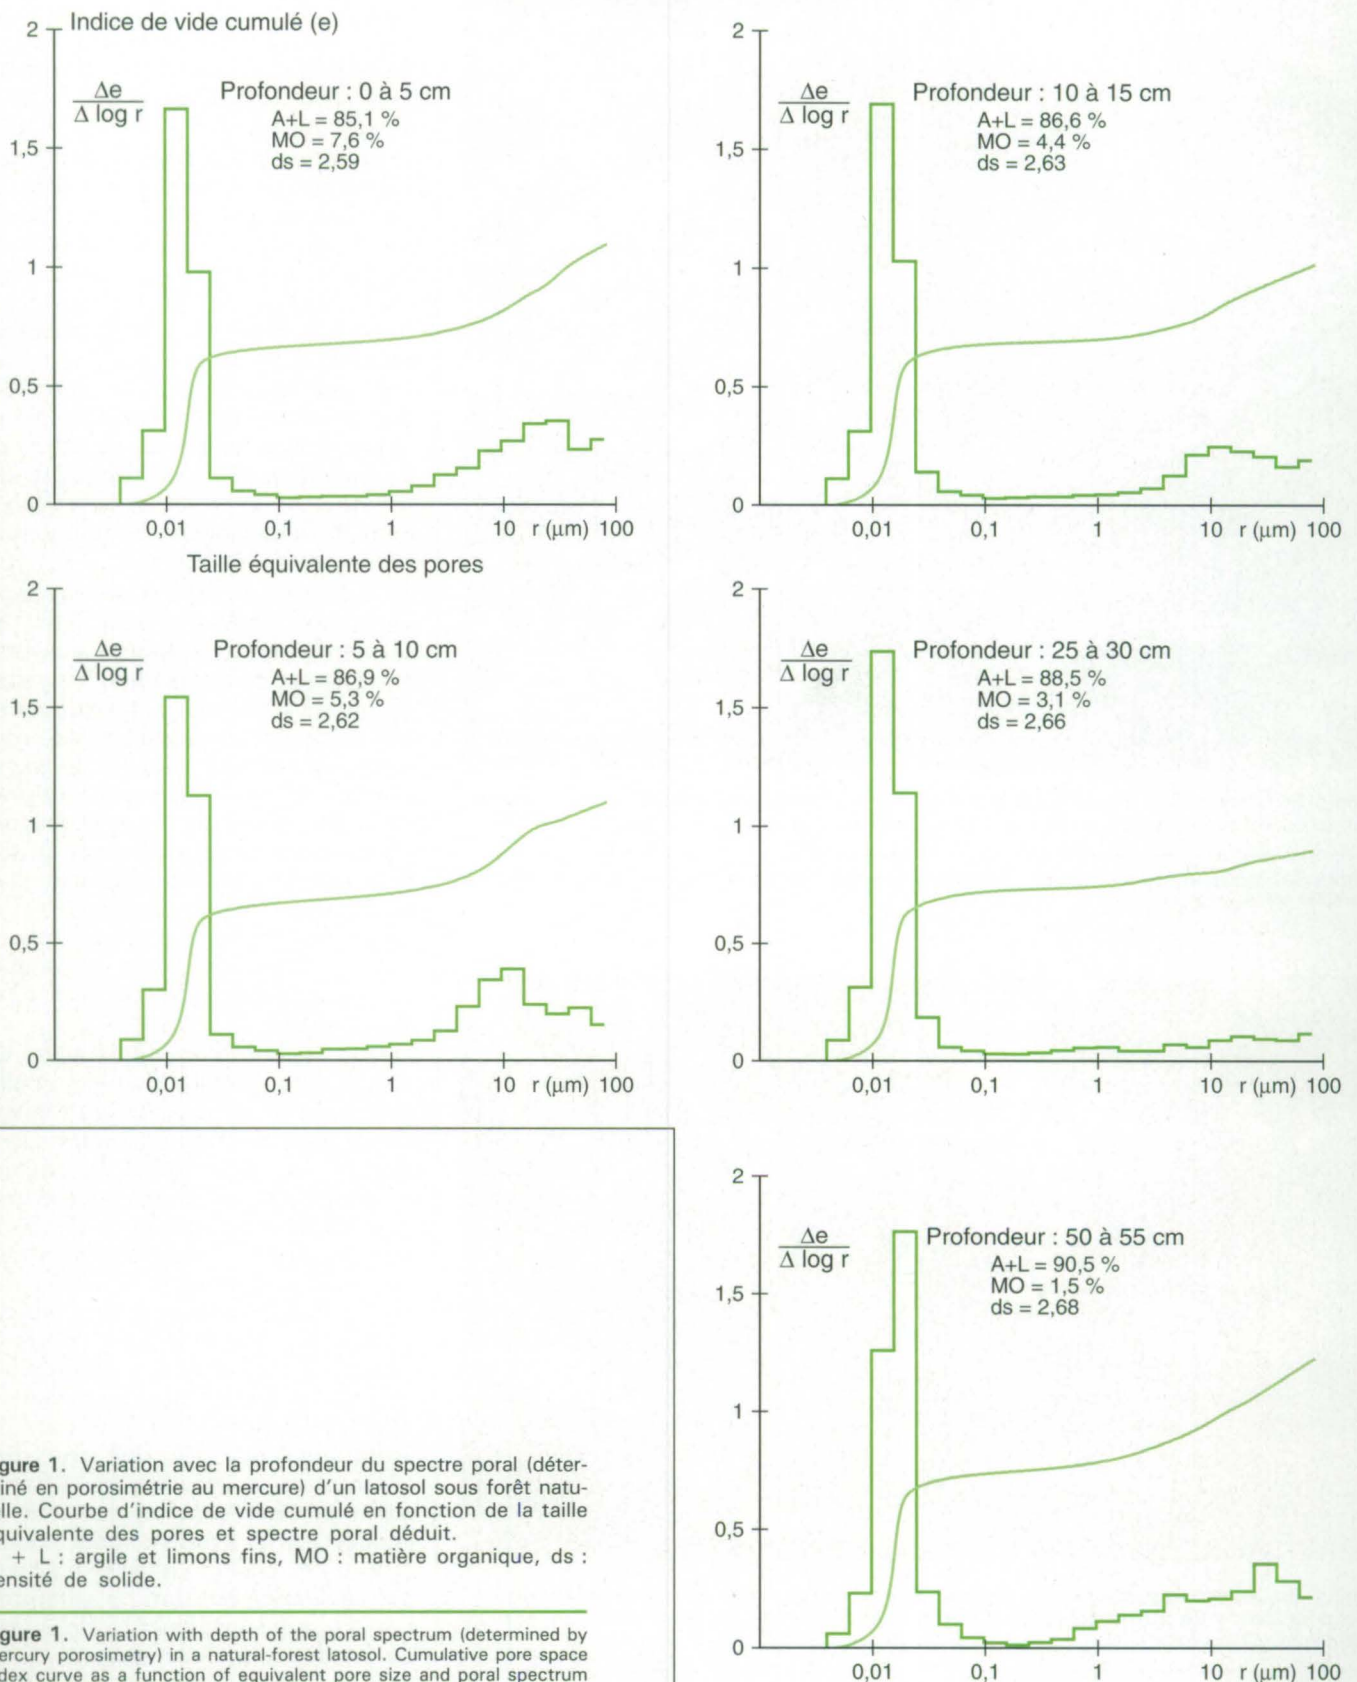 Indice de vide cumulé (e)
2
1,5
1
0,5
0
Δe
Δ log r
Profondeur : 0 à 5 cm
A+L = 85,1 %
MO = 7,6 %
ds = 2,59
0,01 0,1 1 10 r (μm) 100
Taille équivalente des pores
2
1,5
1
0,5
0
Δe
Δ log r
Profondeur : 10 à 15 cm
A+L = 86,6 %
MO = 4,4 %
ds = 2,63
0,01 0,1 1 10 r (μm) 100
2
1,5
1
0,5
0
Δe
Δ log r
Profondeur : 5 à 10 cm
A+L = 86,9 %
MO = 5,3 %
ds = 2,62
0,01 0,1 1 10 r (μm) 100
2
1,5
1
0,5
0
Δe
Δ log r
Profondeur : 25 à 30 cm
A+L = 88,5 %
MO = 3,1 %
ds = 2,66
0,01 0,1 1 10 r (μm) 100
2
1,5
1
0,5
0
Δe
Δ log r
Profondeur : 50 à 55 cm
A+L = 90,5 %
MO = 1,5 %
ds = 2,68
0,01 0,1 1 10 r (μm) 100
gure 1. Variation avec la profondeur du spectre poral (déter-
iné en porosimétrie au mercure) d'un latosol sous forêt natu-
lle. Courbe d'indice de vide cumulé en fonction de la taille
quivalente des pores et spectre poral déduit.
+ L : argile et limons fins, MO : matière organique, ds :
ensité de solide.
gure 1. Variation with depth of the poral spectrum (determined by
ercury porosimetry) in a natural-forest latosol. Cumulative pore space
dex curve as a function of equivalent pore size and poral spectrum